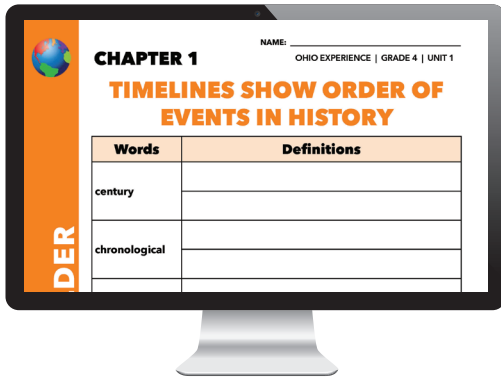 NAME:
CHAPTER 1
OHIO EXPERIENCE | GRADE 4 | UNIT 1
TIMELINES SHOW ORDER OF
EVENTS IN HISTORY
Words Definitions
century
chronological